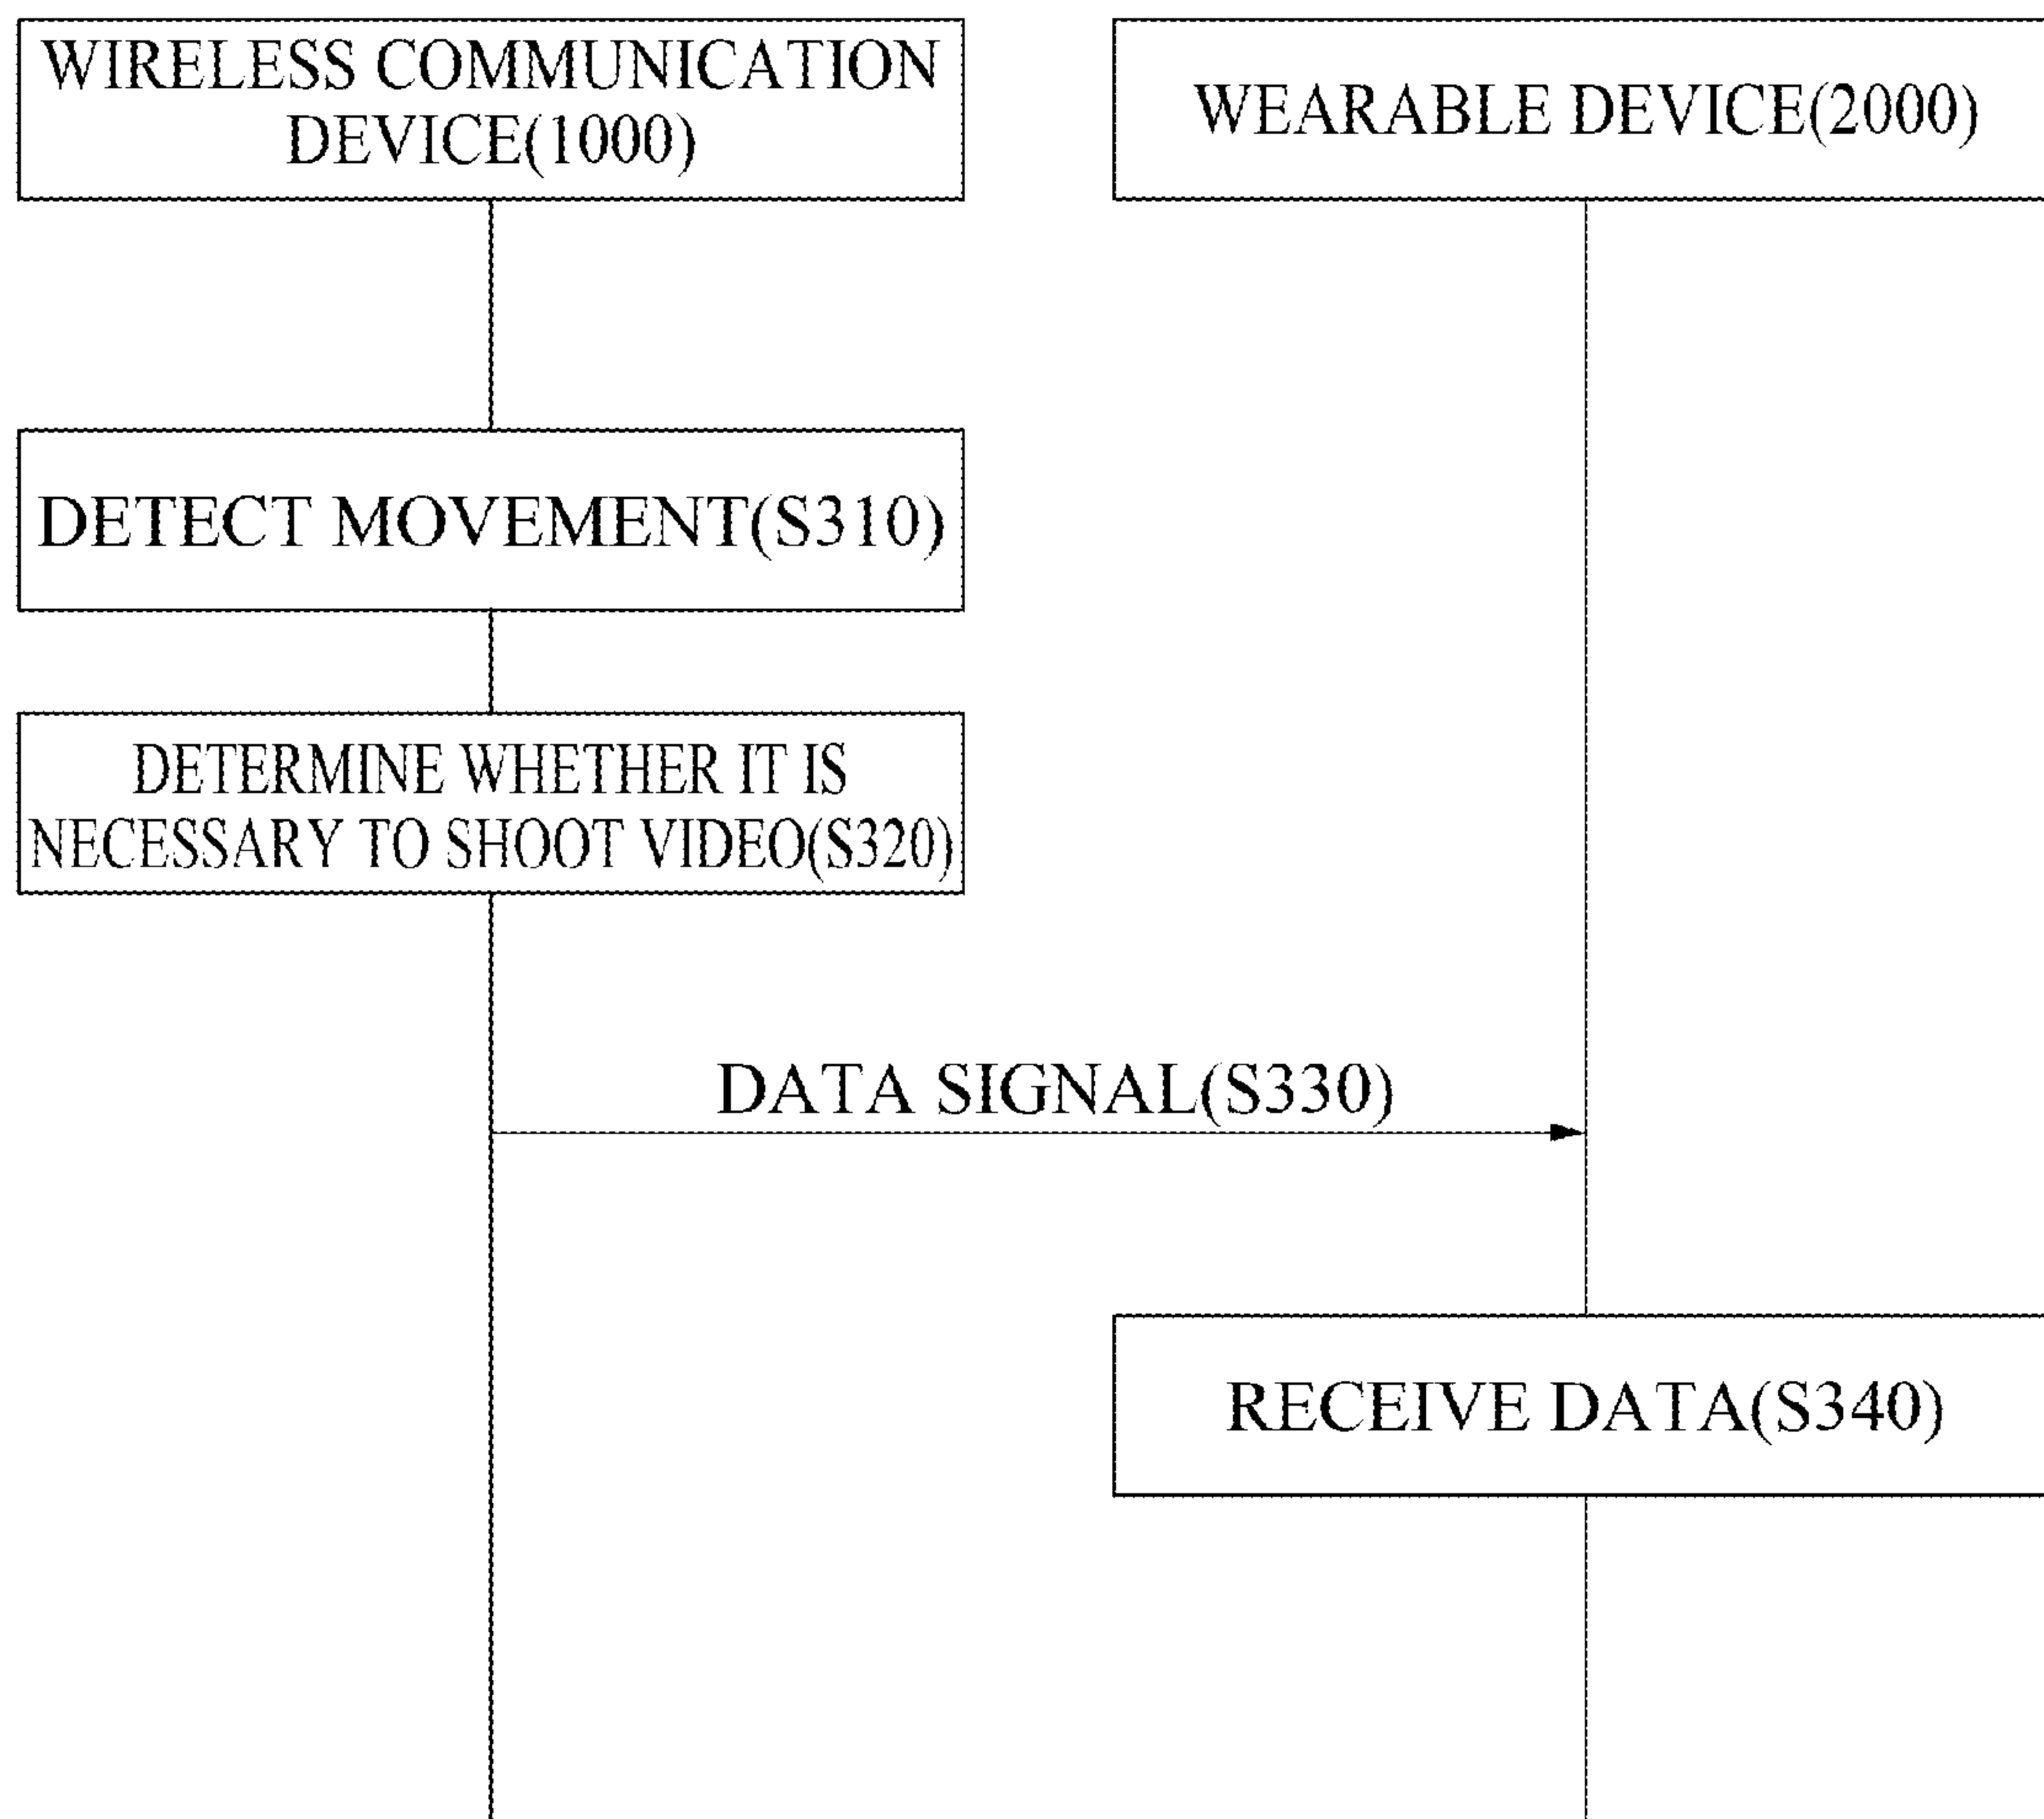 WIRELESS COMMUNICATION
DEVICE(1000)
WEARABLE DEVICE(2000)
DETECT MOVEMENT(S310)
DETERMINE WHETHER IT IS
NECESSARY TO SHOOT VIDEO(S320)
DATA SIGNAL(S330)
RECEIVE DATA(S340)